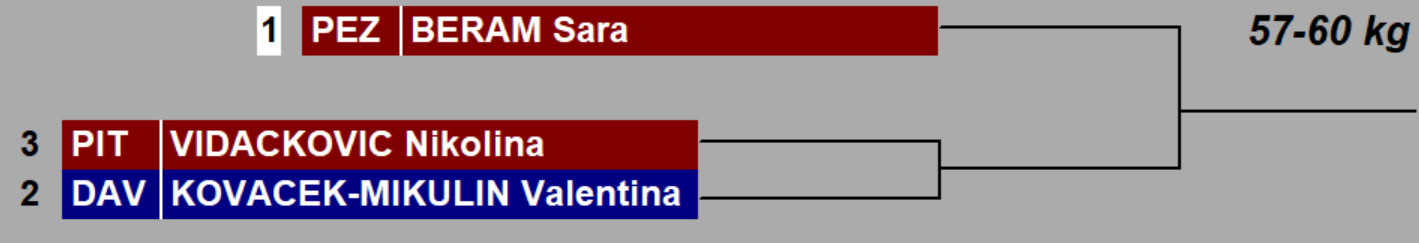 1 PEZ BERAM Sara 57-60 kg
3 PIT VIDACKOVIC Nikolina
2 DAV KOVACEK-MIKULIN Valentina